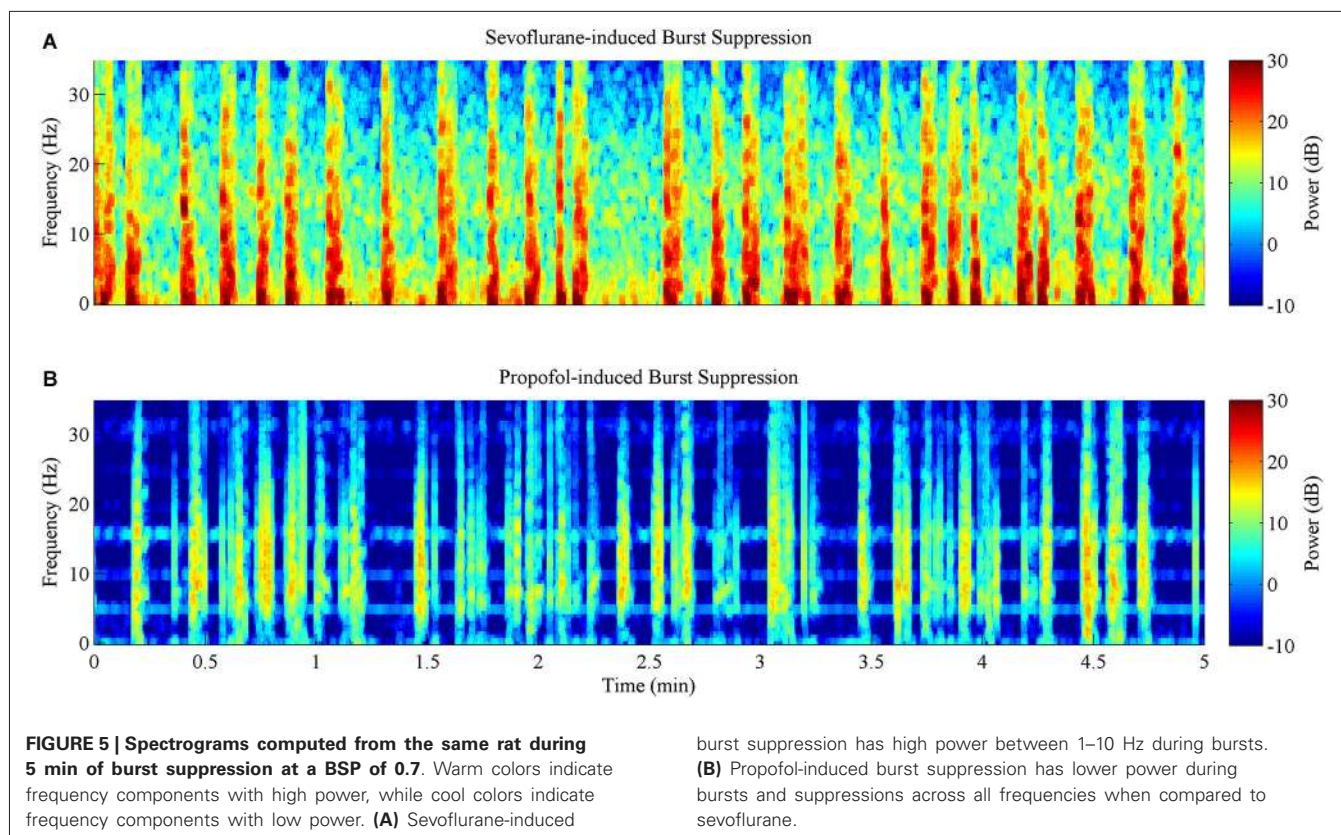 A
Sevoflurane-induced Burst Suppression
Frequency (Hz)
30
20
10
0
30
20
10
0
-10
Power (dB)
B
Propofol-induced Burst Suppression
Frequency (Hz)
30
20
10
0
0 0.5 1 1.5 2 2.5 3 3.5 4 4.5 5
Time (min)
30
20
10
0
-10
Power (dB)
FIGURE 5 | Spectrograms computed from the same rat during
5 min of burst suppression at a BSP of 0.7. Warm colors indicate
frequency components with high power, while cool colors indicate
frequency components with low power. (A) Sevoflurane-induced
burst suppression has high power between 1–10 Hz during bursts.
(B) Propofol-induced burst suppression has lower power during
bursts and suppressions across all frequencies when compared to
sevoflurane.